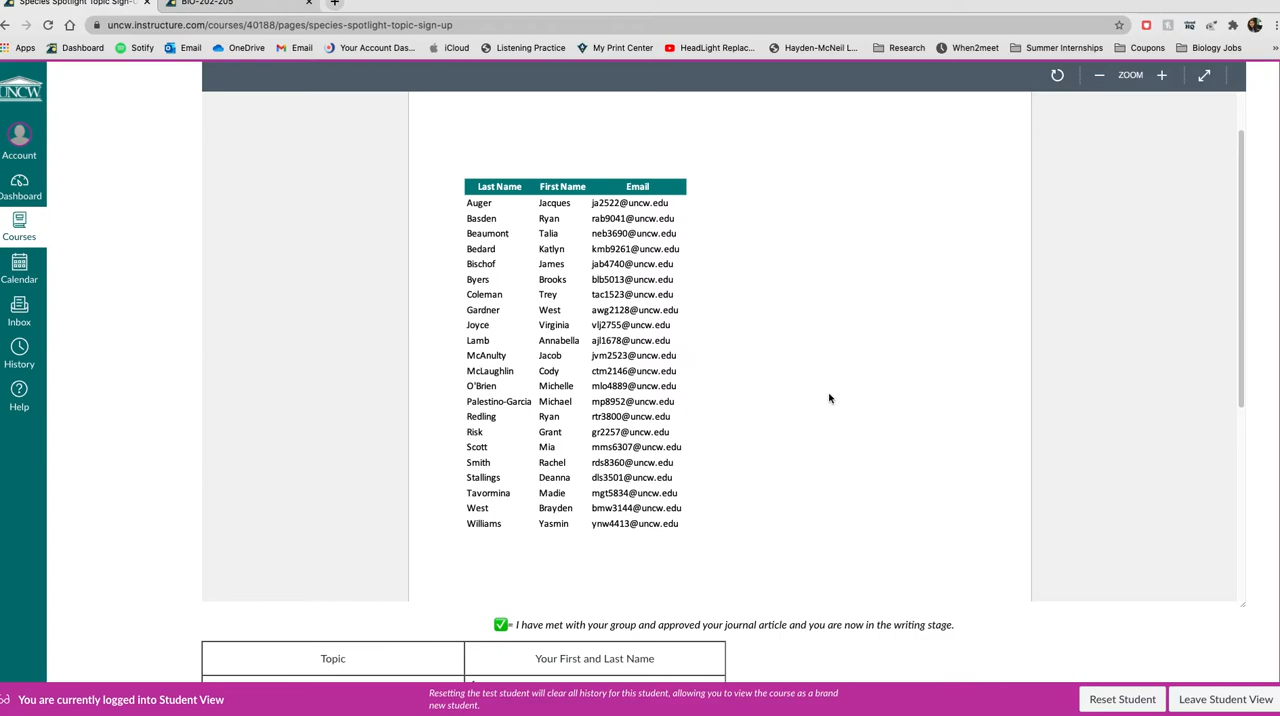 Species Spotlight Topic Sign-U
BIO-202-205
uncw.instructure.com/courses/40188/pages/species-spotlight-topic-sign-up
Apps Dashboard Spotify Email OneDrive Email Your Account Das... iCloud Listening Practice My Print Center HeadLight Replac... Hayden-McNeil L... Research When2meet Summer Internships Coupons Biology Jobs »
UNCW
ZOOM
Account
Dashboard
Courses
Calendar
Inbox
History
Help
Last Name First Name Email
Auger Jacques ja2522@uncw.edu
Basden Ryan rab9041@uncw.edu
Beaumont Talia neb3690@uncw.edu
Bedard Katlyn kmb9261@uncw.edu
Bischof James jab4740@uncw.edu
Byers Brooks blb5013@uncw.edu
Coleman Trey tac1523@uncw.edu
Gardner West awg2128@uncw.edu
Joyce Virginia vlj2755@uncw.edu
Lamb Annabella ajl1678@uncw.edu
McAnulty Jacob jvm2523@uncw.edu
McLaughlin Cody ctm2146@uncw.edu
O'Brien Michelle mlo4889@uncw.edu
Palestino-Garcia Michael mp8952@uncw.edu
Redling Ryan rtr3800@uncw.edu
Risk Grant gr2257@uncw.edu
Scott Mia mms6307@uncw.edu
Smith Rachel rds8360@uncw.edu
Stallings Deanna dls3501@uncw.edu
Tavormina Madie mgt5834@uncw.edu
West Brayden bmw3144@uncw.edu
Williams Yasmin ynw4413@uncw.edu
✅= I have met with your group and approved your journal article and you are now in the writing stage.
Topic Your First and Last Name
You are currently logged into Student View
Resetting the test student will clear all history for this student, allowing you to view the course as a brand
new student.
Reset Student
Leave Student View